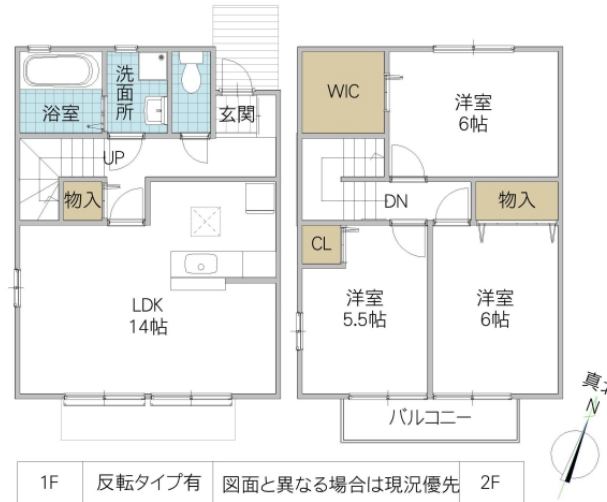 浴室
洗面所
玄関
UP
物入
LDK
14帖
WIC
洋室
6帖
DN
物入
CL
洋室
5.5帖
洋室
6帖
バルコニー
真北
N
1F 反転タイプ有 図面と異なる場合は現況優先 2F